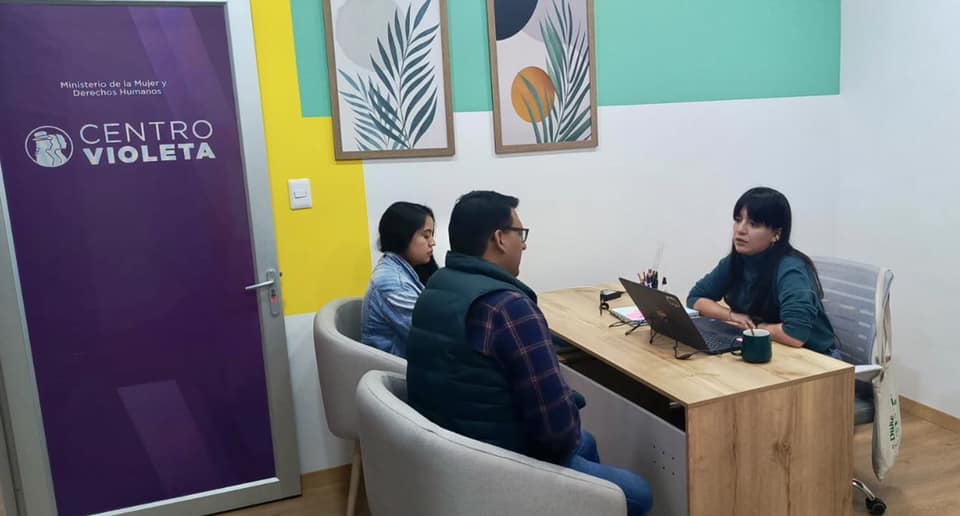 Ministerio de la Mujer y
Derechos Humanos
CENTRO
VIOLETA